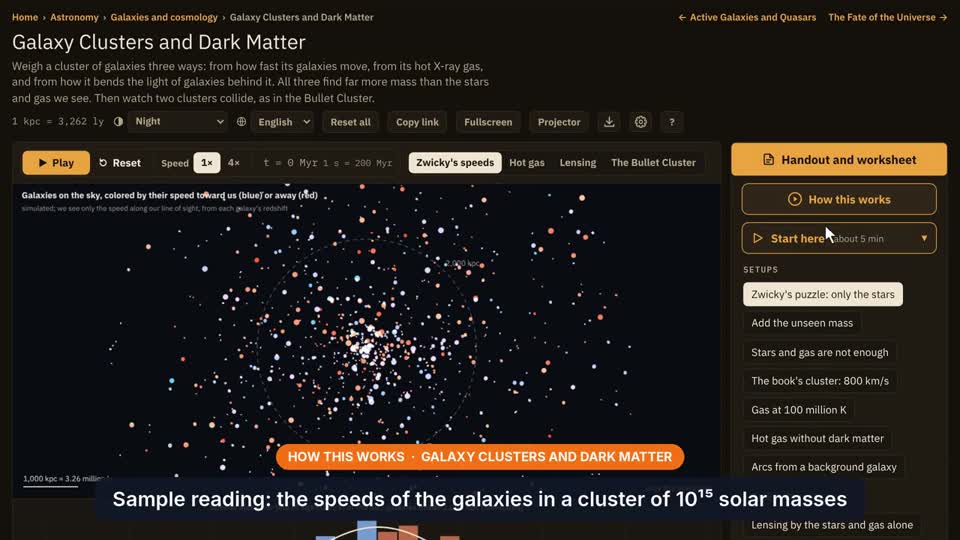 Home › Astronomy › Galaxies and cosmology › Galaxy Clusters and Dark Matter
← Active Galaxies and Quasars The Fate of the Universe →
Galaxy Clusters and Dark Matter
Weigh a cluster of galaxies three ways: from how fast its galaxies move, from its hot X-ray gas,
and from how it bends the light of galaxies behind it. All three find far more mass than the stars
and gas we see. Then watch two clusters collide, as in the Bullet Cluster.
1 kpc = 3,262 ly Night English Reset all Copy link Fullscreen Projector ?
Play Reset Speed 1× 4× t = 0 Myr 1 s = 200 Myr Zwicky's speeds Hot gas Lensing The Bullet Cluster
Galaxies on the sky, colored by their speed toward us (blue) or away (red)
simulated; we see only the speed along our line of sight, from each galaxy's redshift
2,000 kpc
1,000 kpc = 3.26
Handout and worksheet
How this works
Start here about 5 min
SETUPS
Zwicky's puzzle: only the stars
Add the unseen mass
Stars and gas are not enough
The book's cluster: 800 km/s
Gas at 100 million K
Hot gas without dark matter
Arcs from a background galaxy
Lensing by the stars and gas alone
HOW THIS WORKS · GALAXY CLUSTERS AND DARK MATTER
Sample reading: the speeds of the galaxies in a cluster of 10¹⁵ solar masses